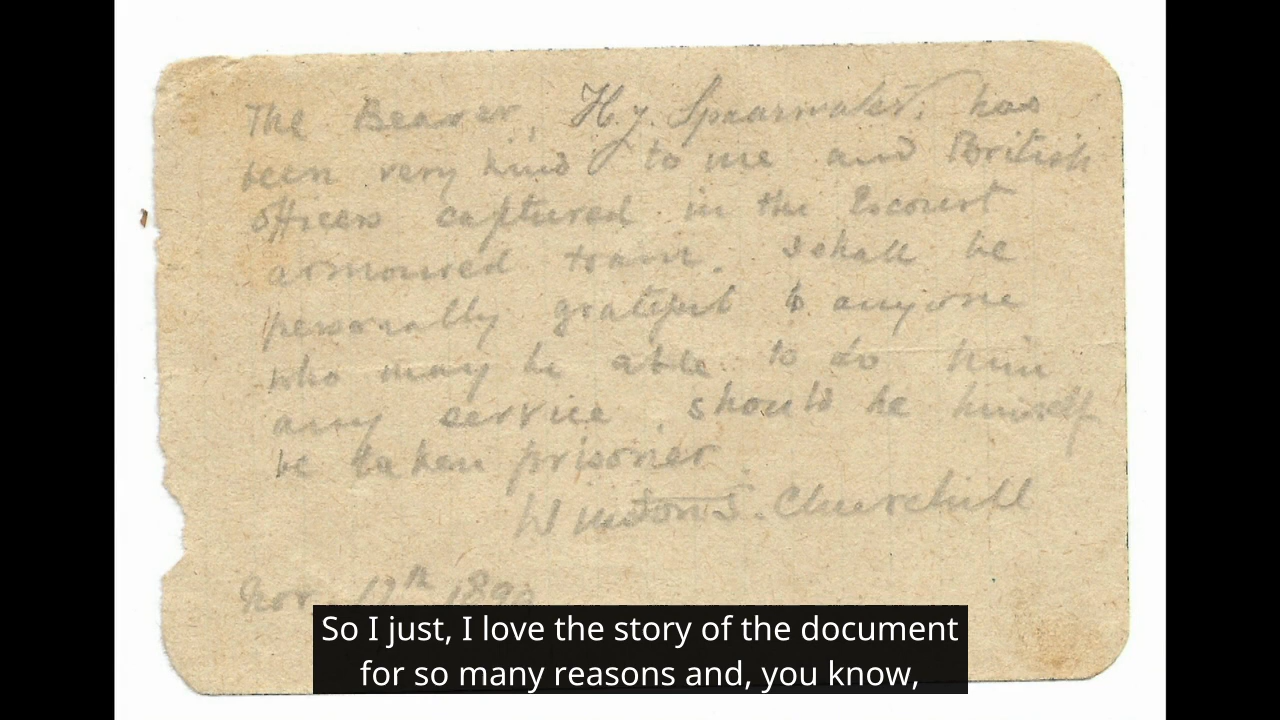 The Bearer, H.y. Spaarwater, has
been very kind to me and British
officers captured in the Escourt
armoured train. I shall be
personally grateful to anyone
who may be able to do him
any service, should he himself
be taken prisoner.
Winston S. Churchill
Nov. 17th 1899
So I just, I love the story of the document
for so many reasons and, you know,